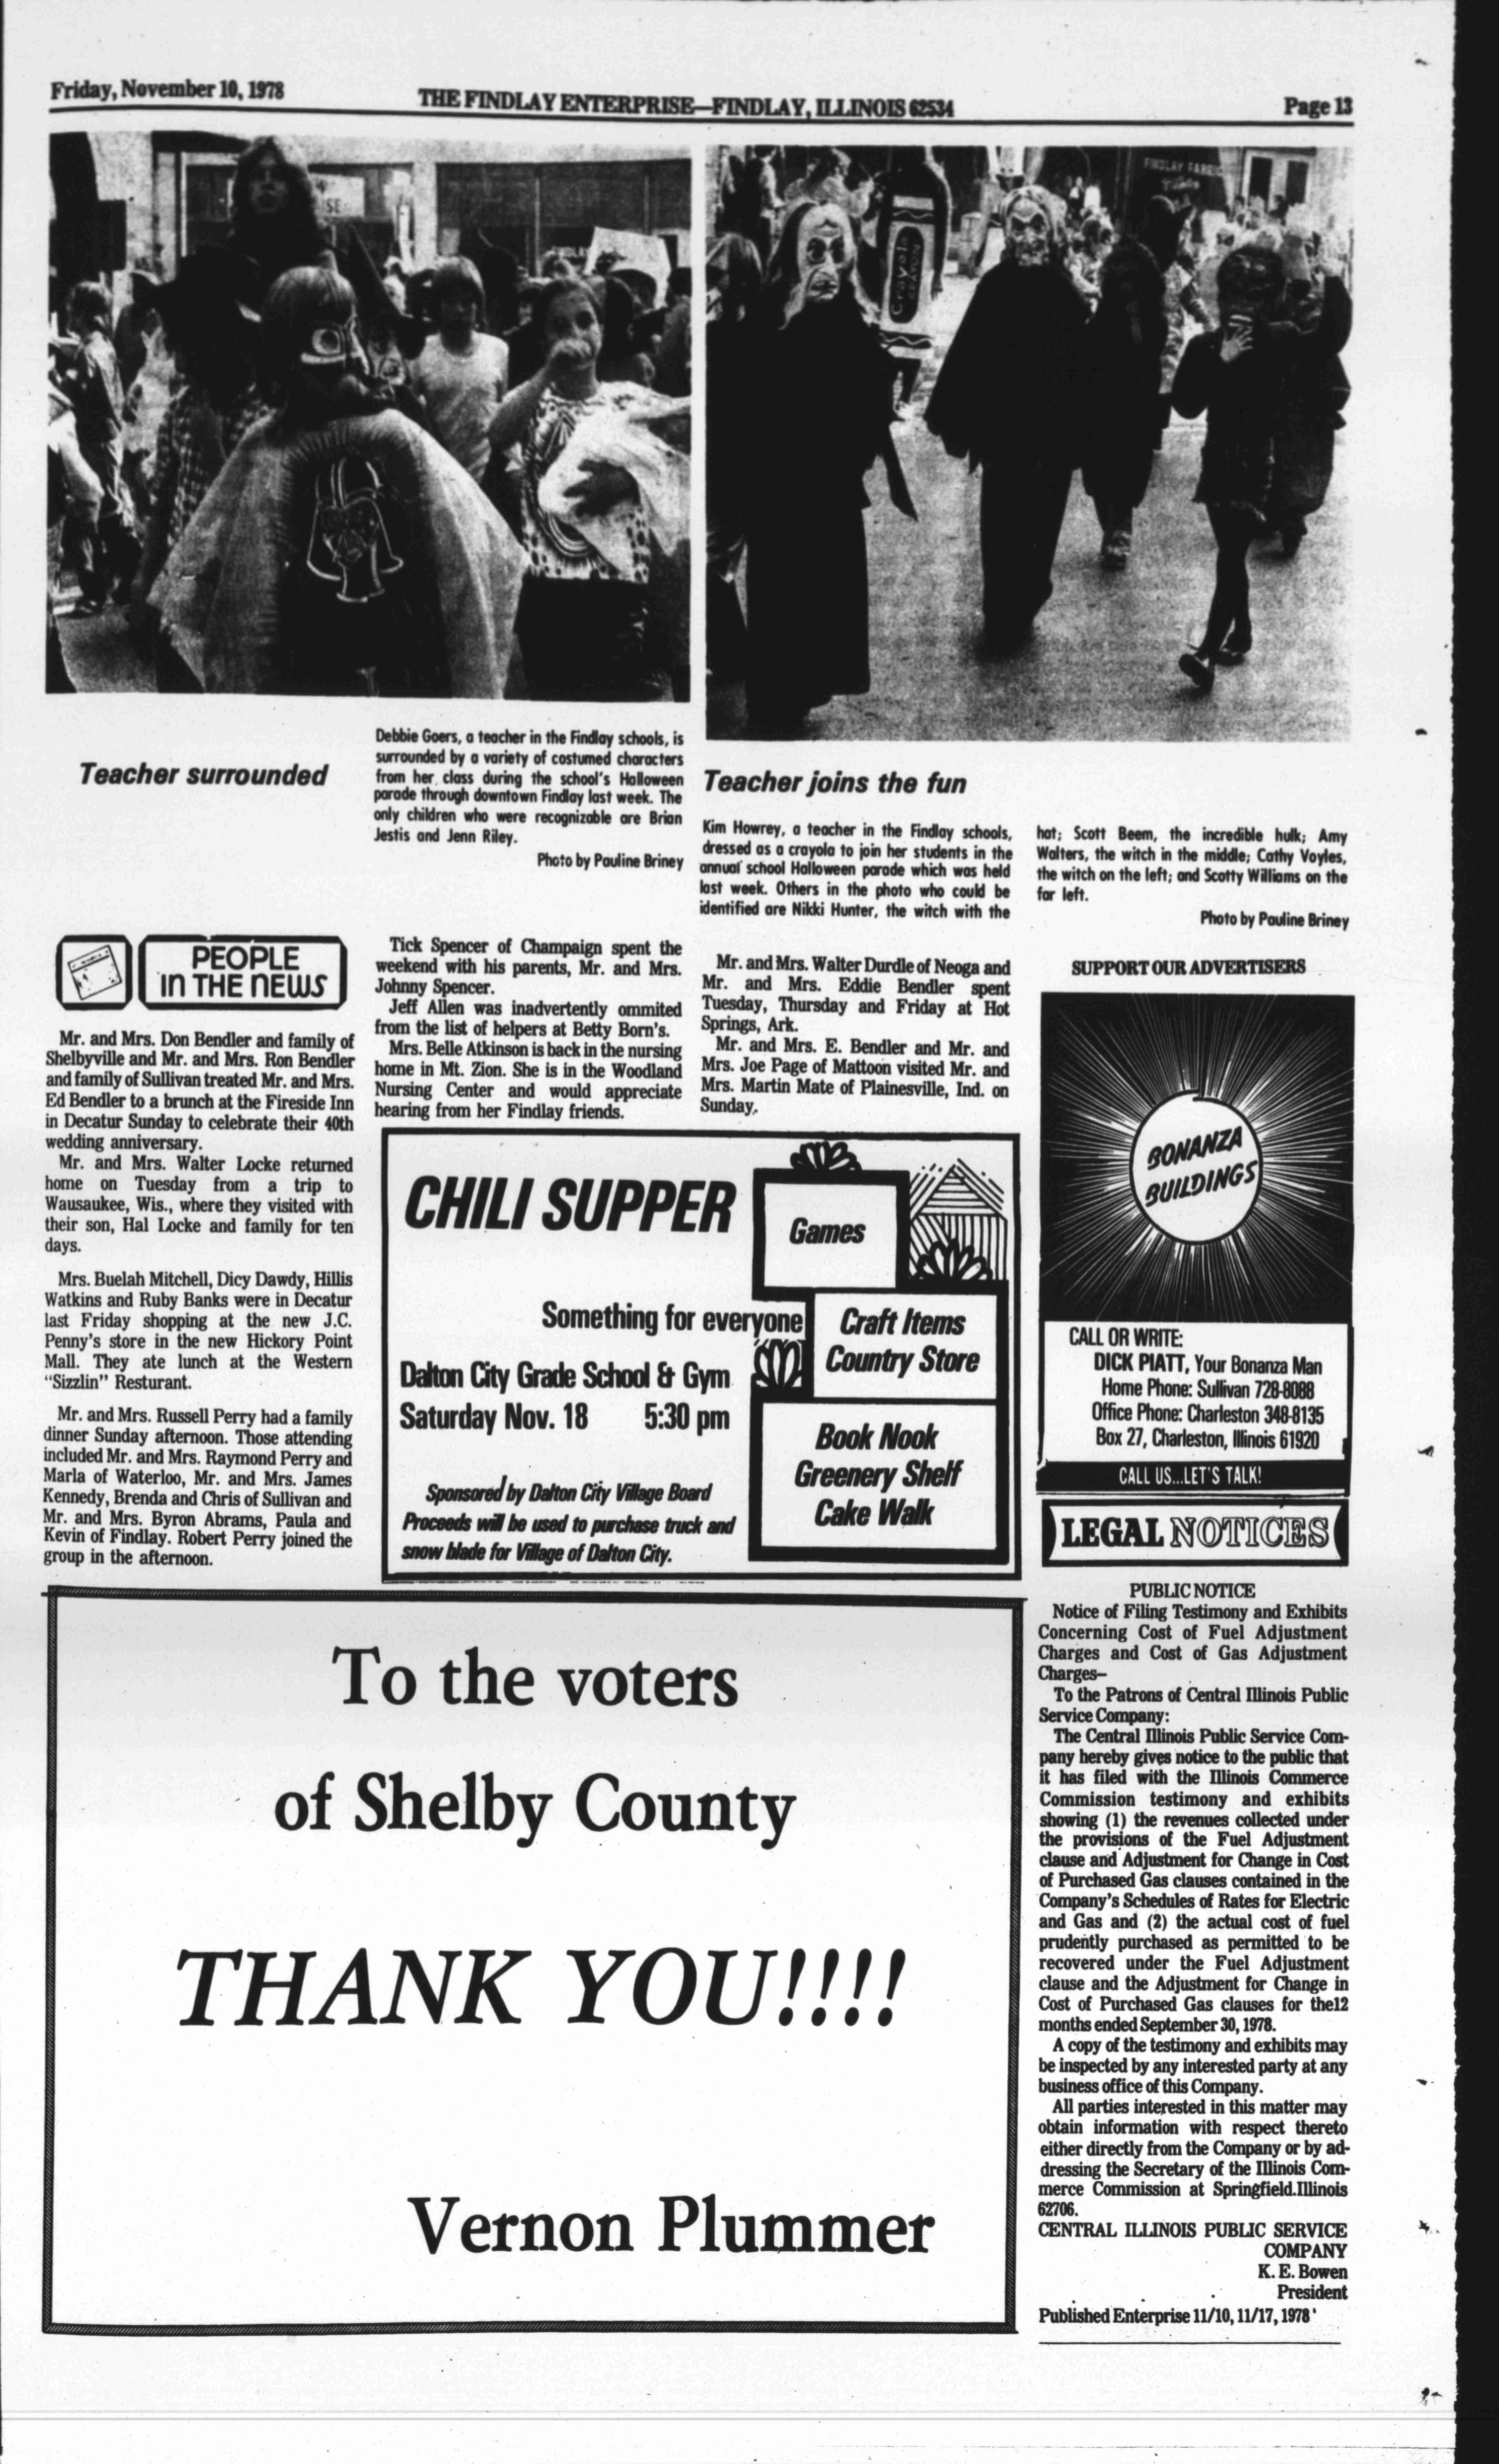 Friday, November 10, 1978
THE FINDLAY ENTERPRISE—FINDLAY, ILLINOIS 62534
Page 13
Crayola
CRAYON
Teacher surrounded
Debbie Goers, a teacher in the Findlay schools, is
surrounded by a variety of costumed characters
from her class during the school's Halloween
parade through downtown Findlay last week. The
only children who were recognizable are Brian
Jestis and Jenn Riley.
Photo by Pauline Briney
Teacher joins the fun
Kim Howrey, a teacher in the Findlay schools,
dressed as a crayola to join her students in the
annual school Halloween parade which was held
last week. Others in the photo who could be
identified are Nikki Hunter, the witch with the
hat; Scott Beem, the incredible hulk; Amy
Walters, the witch in the middle; Cathy Voyles,
the witch on the left; and Scotty Williams on the
far left.
Photo by Pauline Briney
PEOPLE
in THE NEWS
Mr. and Mrs. Don Bendler and family of
Shelbyville and Mr. and Mrs. Ron Bendler
and family of Sullivan treated Mr. and Mrs.
Ed Bendler to a brunch at the Fireside Inn
in Decatur Sunday to celebrate their 40th
wedding anniversary.
Mr. and Mrs. Walter Locke returned
home on Tuesday from a trip to
Wausaukee, Wis., where they visited with
their son, Hal Locke and family for ten
days.
Mrs. Buelah Mitchell, Dicy Dawdy, Hillis
Watkins and Ruby Banks were in Decatur
last Friday shopping at the new J.C.
Penny's store in the new Hickory Point
Mall. They ate lunch at the Western
"Sizzlin" Resturant.
Mr. and Mrs. Russell Perry had a family
dinner Sunday afternoon. Those attending
included Mr. and Mrs. Raymond Perry and
Marla of Waterloo, Mr. and Mrs. James
Kennedy, Brenda and Chris of Sullivan and
Mr. and Mrs. Byron Abrams, Paula and
Kevin of Findlay. Robert Perry joined the
group in the afternoon.
Tick Spencer of Champaign spent the
weekend with his parents, Mr. and Mrs.
Johnny Spencer.
Jeff Allen was inadvertently ommited
from the list of helpers at Betty Born's.
Mrs. Belle Atkinson is back in the nursing
home in Mt. Zion. She is in the Woodland
Nursing Center and would appreciate
hearing from her Findlay friends.
Mr. and Mrs. Walter Durdle of Neoga and
Mr. and Mrs. Eddie Bendler spent
Tuesday, Thursday and Friday at Hot
Springs, Ark.
Mr. and Mrs. E. Bendler and Mr. and
Mrs. Joe Page of Mattoon visited Mr. and
Mrs. Martin Mate of Plainesville, Ind. on
Sunday.
CHILI SUPPER
Something for everyone
Dalton City Grade School & Gym
Saturday Nov. 18 5:30 pm
Sponsored by Dalton City Village Board
Proceeds will be used to purchase truck and
snow blade for Village of Dalton City.
Games
Craft Items
Country Store
Book Nook
Greenery Shelf
Cake Walk
SUPPORT OUR ADVERTISERS
BONANZA
BUILDINGS
CALL OR WRITE:
DICK PIATT, Your Bonanza Man
Home Phone: Sullivan 728-8088
Office Phone: Charleston 348-8135
Box 27, Charleston, Illinois 61920
CALL US...LET'S TALK!
LEGAL NOTICES
PUBLIC NOTICE
Notice of Filing Testimony and Exhibits
Concerning Cost of Fuel Adjustment
Charges and Cost of Gas Adjustment
Charges–
To the Patrons of Central Illinois Public
Service Company:
The Central Illinois Public Service Com-
pany hereby gives notice to the public that
it has filed with the Illinois Commerce
Commission testimony and exhibits
showing (1) the revenues collected under
the provisions of the Fuel Adjustment
clause and Adjustment for Change in Cost
of Purchased Gas clauses contained in the
Company's Schedules of Rates for Electric
and Gas and (2) the actual cost of fuel
prudently purchased as permitted to be
recovered under the Fuel Adjustment
clause and the Adjustment for Change in
Cost of Purchased Gas clauses for the12
months ended September 30, 1978.
A copy of the testimony and exhibits may
be inspected by any interested party at any
business office of this Company.
All parties interested in this matter may
obtain information with respect thereto
either directly from the Company or by ad-
dressing the Secretary of the Illinois Com-
merce Commission at Springfield.Illinois
62706.
CENTRAL ILLINOIS PUBLIC SERVICE
COMPANY
K. E. Bowen
President
Published Enterprise 11/10, 11/17, 1978
To the voters
of Shelby County
THANK YOU!!!!
Vernon Plummer